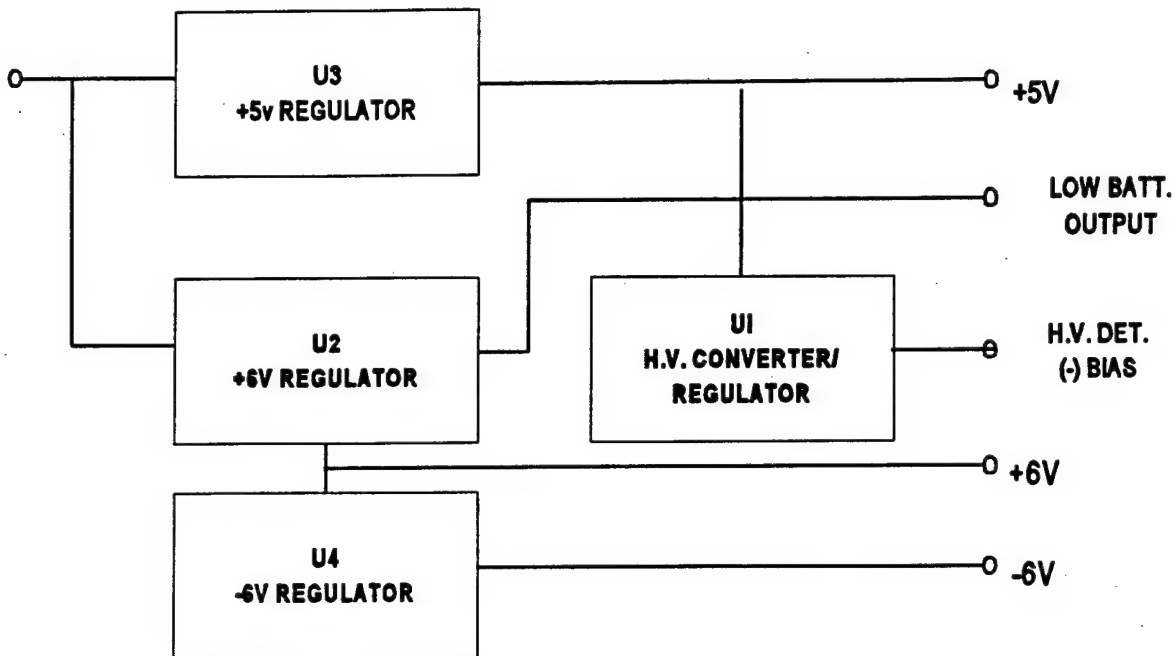 U3
+5v REGULATOR
+5V
LOW BATT.
OUTPUT
U2
+6V REGULATOR
UI
H.V. CONVERTER/
REGULATOR
H.V. DET.
(-) BIAS
+6V
U4
-6V REGULATOR
-6V